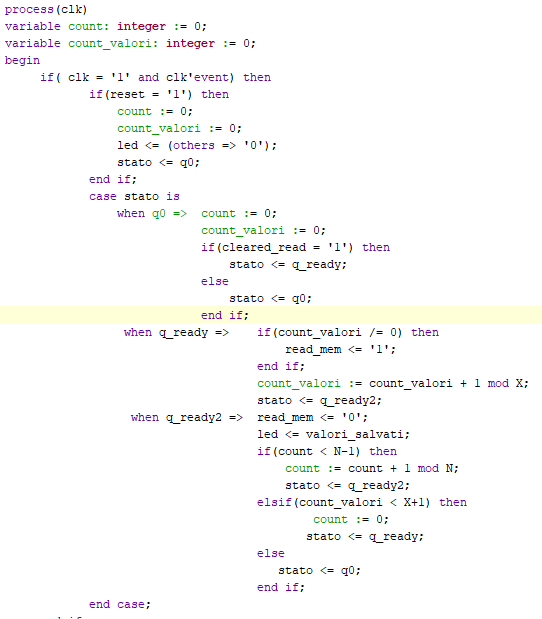 process(clk)
variable count: integer := 0;
variable count_valori: integer := 0;
begin
if( clk = '1' and clk'event) then
if(reset = '1') then
count := 0;
count_valori := 0;
led <= (others => '0');
stato <= q0;
end if;
case stato is
when q0 => count := 0;
count_valori := 0;
if(cleared_read = '1') then
stato <= q_ready;
else
stato <= q0;
end if;
when q_ready => if(count_valori /= 0) then
read_mem <= '1';
end if;
count_valori := count_valori + 1 mod X;
stato <= q_ready2;
when q_ready2 => read_mem <= '0';
led <= valori_salvati;
if(count < N-1) then
count := count + 1 mod N;
stato <= q_ready2;
elsif(count_valori < X+1) then
count := 0;
stato <= q_ready;
else
stato <= q0;
end if;
end case;